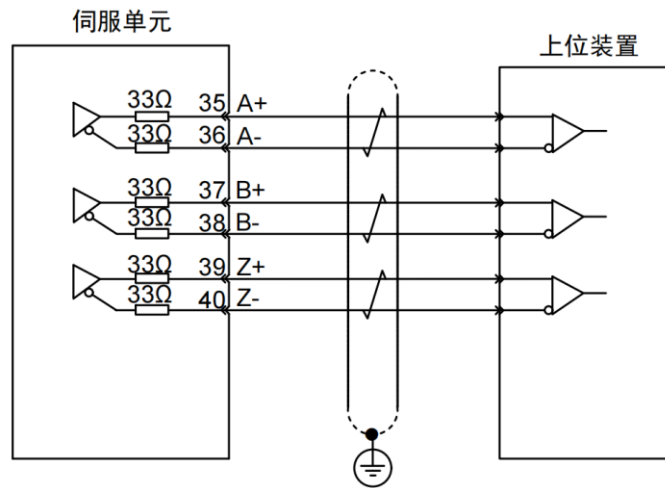 伺服单元
上位装置
33Ω 35 A+
33Ω 36 A-
33Ω 37 B+
33Ω 38 B-
33Ω 39 Z+
33Ω 40 Z-